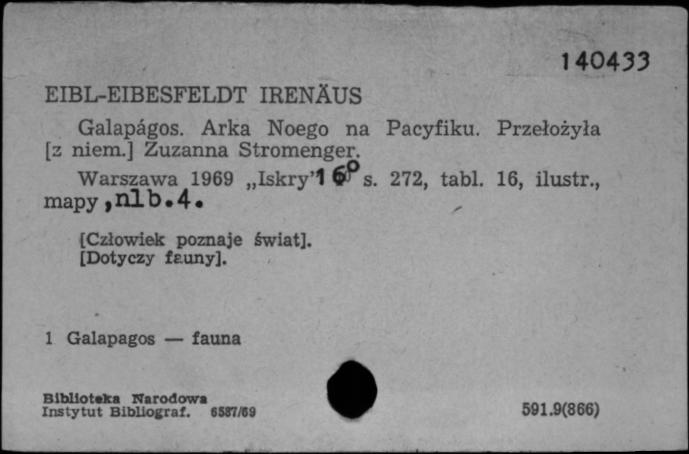 140433
EIBL-EIBESFELDT IRENÄUS
Galapágos. Arka Noego na Pacyfiku. Przełożyła
[z niem.] Zuzanna Stromenger.
Warszawa 1969 „Iskry” 16° s. 272, tabl. 16, ilustr.,
mapy, nlb.4.
[Człowiek poznaje świat].
[Dotyczy fauny].
1 Galapagos — fauna
Biblioteka Narodowa
Instytut Bibliograf. 6587/69
591.9(866)